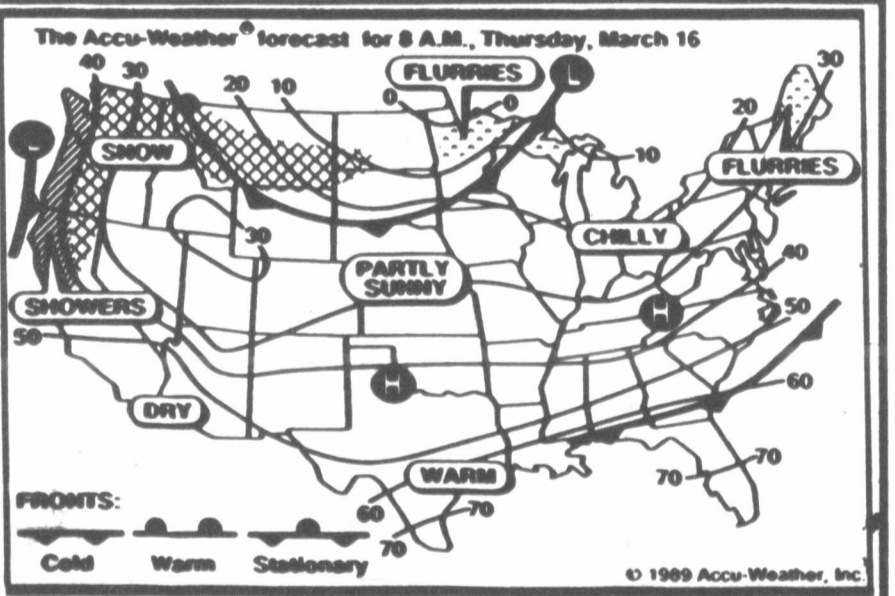 The Accu-Weather® forecast for 8 A.M., Thursday, March 16
40
30
20
10
0
FLURRIES
0
L
30
20
10
L
SNOW
FLURRIES
30
CHILLY
PARTLY
SUNNY
40
SHOWERS
H
50
50
H
60
DRY
WARM
70
70
60
70
70
FRONTS:
Cold
Warm
Stationary
© 1989 Accu-Weather, Inc.